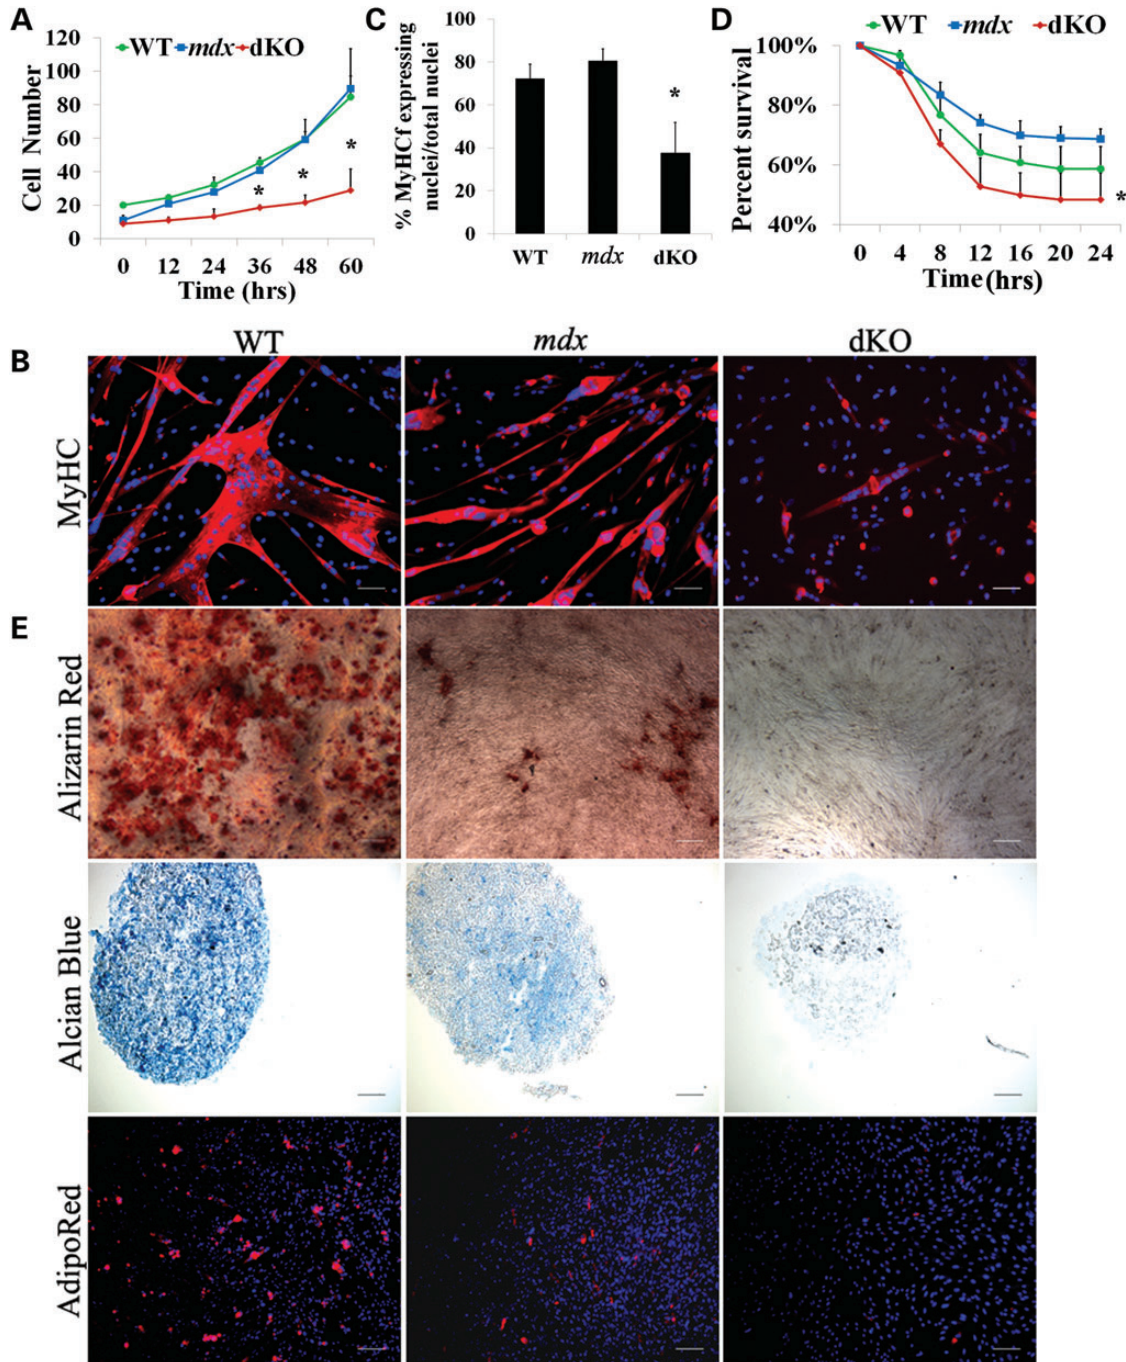 A
120
100
80
60
40
20
0
WT mdx dKO
* * *
Cell Number
0 12 24 36 48 60
Time (hrs)
C
100
80
60
40
20
0
% MyHCf expressing
nuclei/total nuclei
*
WT mdx dKO
D
WT mdx dKO
100%
80%
60%
40%
Percent survival
*
0 4 8 12 16 20 24
Time (hrs)
B
WT mdx dKO
MyHC
E
Alizarin Red
Alcian Blue
AdipoRed